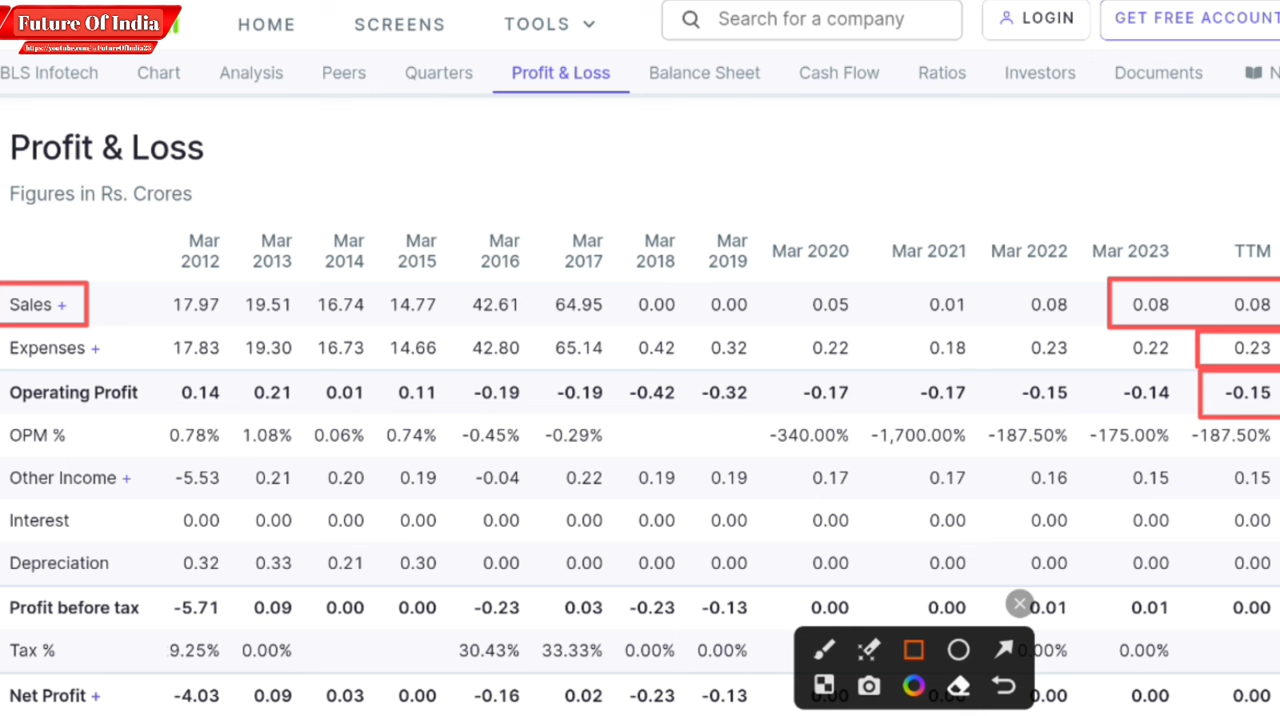 Future Of India
https://youtube.com/@FutureOfIndia23
HOME SCREENS TOOLS Search for a company LOGIN GET FREE ACCOUNT
BLS Infotech Chart Analysis Peers Quarters Profit & Loss Balance Sheet Cash Flow Ratios Investors Documents N
Profit & Loss
Figures in Rs. Crores
Mar 2012 Mar 2013 Mar 2014 Mar 2015 Mar 2016 Mar 2017 Mar 2018 Mar 2019 Mar 2020 Mar 2021 Mar 2022 Mar 2023 TTM
Sales + 17.97 19.51 16.74 14.77 42.61 64.95 0.00 0.00 0.05 0.01 0.08 0.08 0.08
Expenses + 17.83 19.30 16.73 14.66 42.80 65.14 0.42 0.32 0.22 0.18 0.23 0.22 0.23
Operating Profit 0.14 0.21 0.01 0.11 -0.19 -0.19 -0.42 -0.32 -0.17 -0.17 -0.15 -0.14 -0.15
OPM % 0.78% 1.08% 0.06% 0.74% -0.45% -0.29% -340.00% -1,700.00% -187.50% -175.00% -187.50%
Other Income + -5.53 0.21 0.20 0.19 -0.04 0.22 0.19 0.19 0.17 0.17 0.16 0.15 0.15
Interest 0.00 0.00 0.00 0.00 0.00 0.00 0.00 0.00 0.00 0.00 0.00 0.00 0.00
Depreciation 0.32 0.33 0.21 0.30 0.00 0.00 0.00 0.00 0.00 0.00 0.00 0.00 0.00
Profit before tax -5.71 0.09 0.00 0.00 -0.23 0.03 -0.23 -0.13 0.00 0.00 0.01 0.01 0.00
Tax % 9.25% 0.00% 30.43% 33.33% 0.00% 0.00% 0.00% 0.00%
Net Profit + -4.03 0.09 0.03 0.00 -0.16 0.02 -0.23 -0.13 0.00 0.00 0.00 0.00 0.00